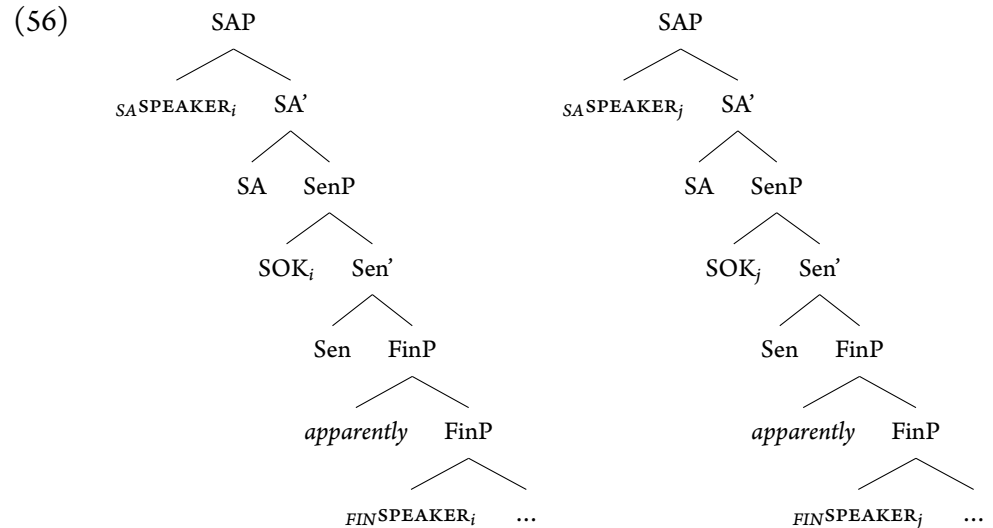 (56) SAP SAP
SASPEAKERi SA’ SASPEAKERj SA’
SA SenP SA SenP
SOKi Sen’ SOKj Sen’
Sen FinP Sen FinP
apparently FinP apparently FinP
FINSPEAKERi ... FINSPEAKERj ...